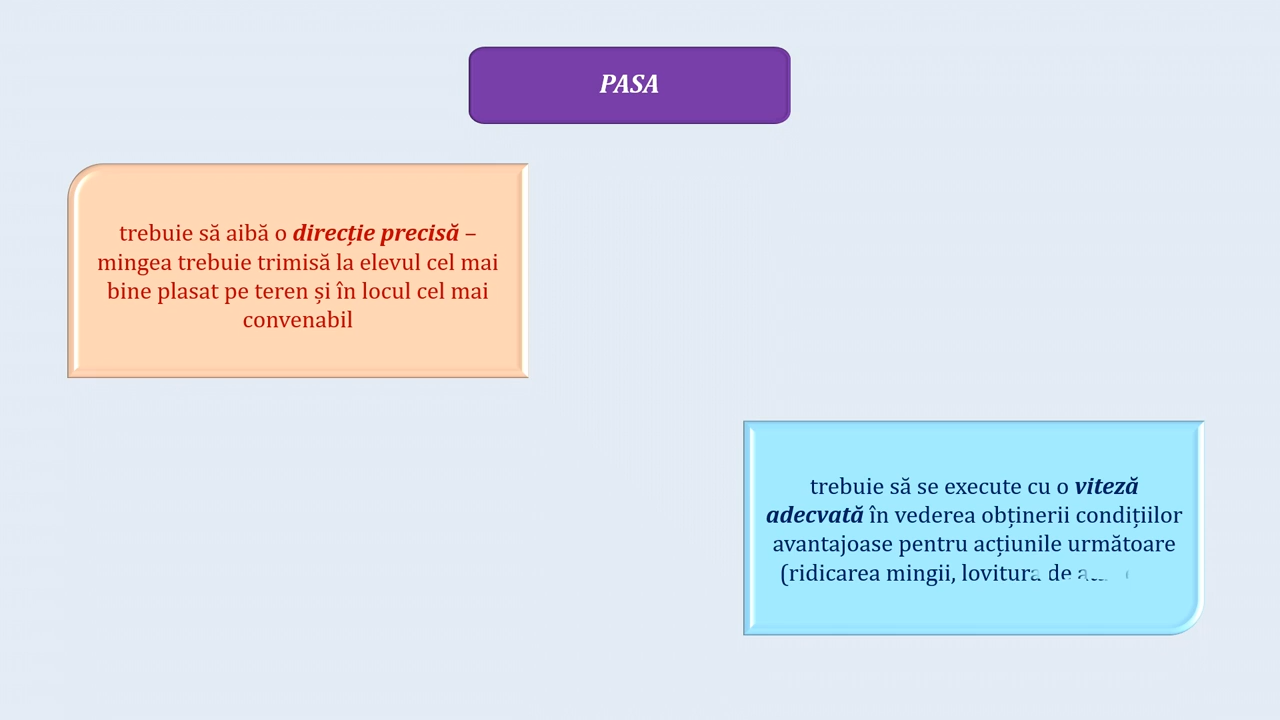 PASA
trebuie să aibă o direcție precisă –
mingea trebuie trimisă la elevul cel mai
bine plasat pe teren și în locul cel mai
convenabil
trebuie să se execute cu o viteză
adecvată în vederea obținerii condițiilor
avantajoase pentru acțiunile următoare
(ridicarea mingii, lovitura de